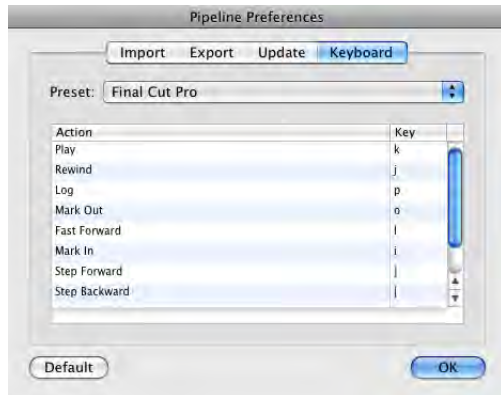 Pipeline Preferences
Import Export Update Keyboard
Preset: Final Cut Pro
Action Key
Play k
Rewind j
Log p
Mark Out o
Fast Forward l
Mark In i
Step Forward
Step Backward
Default OK